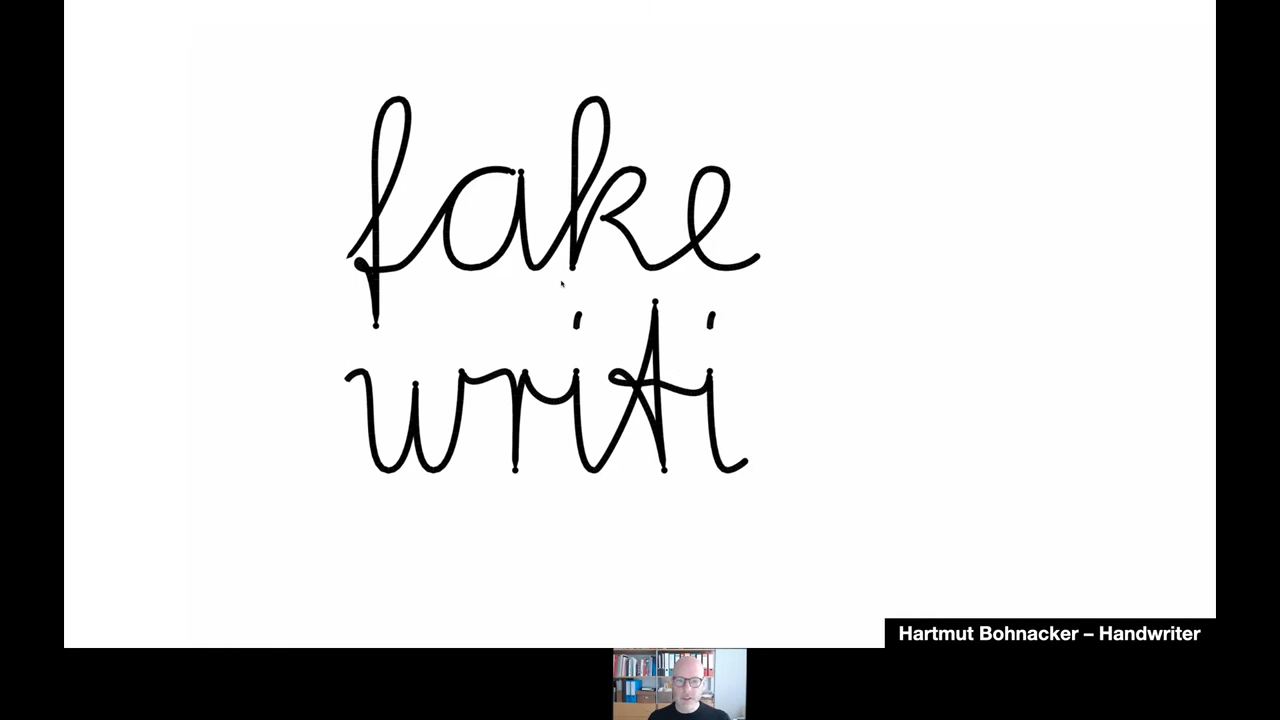 fake
writi
Hartmut Bohnacker – Handwriter